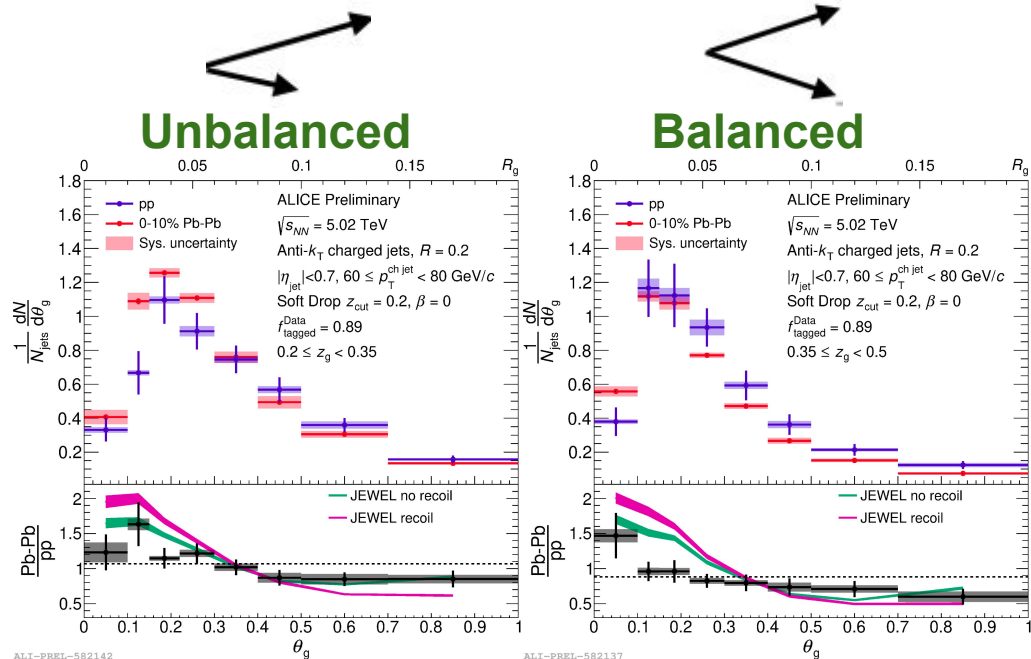 Unbalanced
0 0.05 0.1 0.15 R_g
1.8
1.6
1.4
1.2
1
0.8
0.6
0.4
0.2
1/N_jets dN/dθ_g
pp
0-10% Pb-Pb
Sys. uncertainty
ALICE Preliminary
√s_NN = 5.02 TeV
Anti-k_T charged jets, R = 0.2
|η_jet|<0.7, 60 ≤ p_T^ch jet < 80 GeV/c
Soft Drop z_cut = 0.2, β = 0
f_tagged^Data = 0.89
0.2 ≤ z_g < 0.35
Pb-Pb/pp
2
1.5
1
0.5
JEWEL no recoil
JEWEL recoil
0 0.1 0.2 0.3 0.4 0.5 0.6 0.7 0.8 0.9 1
θ_g
ALI-PREL-582142
Balanced
0 0.05 0.1 0.15 R_g
1.8
1.6
1.4
1.2
1
0.8
0.6
0.4
0.2
1/N_jets dN/dθ_g
pp
0-10% Pb-Pb
Sys. uncertainty
ALICE Preliminary
√s_NN = 5.02 TeV
Anti-k_T charged jets, R = 0.2
|η_jet|<0.7, 60 ≤ p_T^ch jet < 80 GeV/c
Soft Drop z_cut = 0.2, β = 0
f_tagged^Data = 0.89
0.35 ≤ z_g < 0.5
Pb-Pb/pp
2
1.5
1
0.5
JEWEL no recoil
JEWEL recoil
0 0.1 0.2 0.3 0.4 0.5 0.6 0.7 0.8 0.9 1
θ_g
ALI-PREL-582137